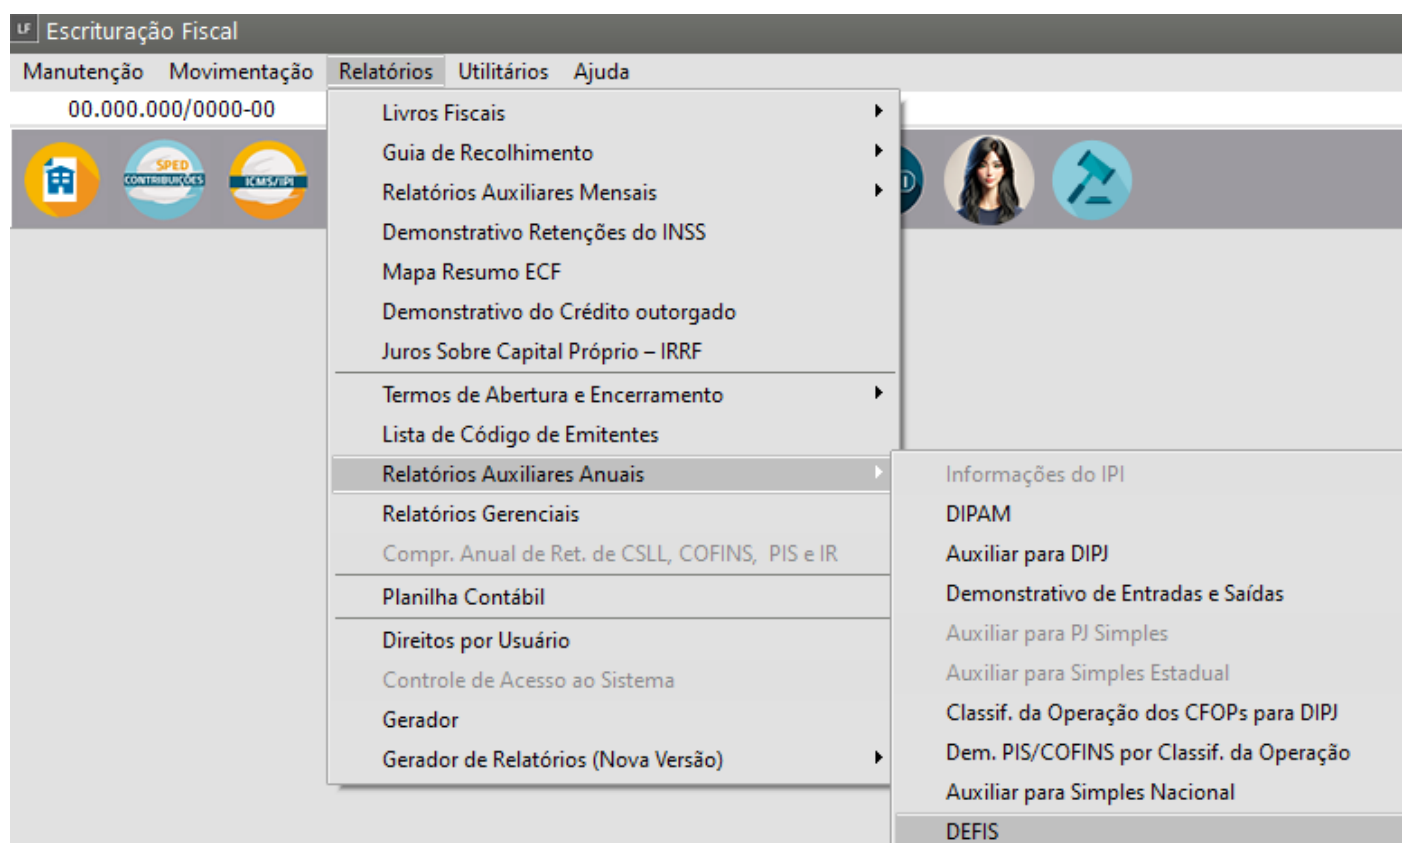 LF Escrituração Fiscal
Manutenção Movimentação Relatórios Utilitários Ajuda
00.000.000/0000-00
SPED
CONTRIBUIÇÕES
ICMS/IPI
Livros Fiscais
Guia de Recolhimento
Relatórios Auxiliares Mensais
Demonstrativo Retenções do INSS
Mapa Resumo ECF
Demonstrativo do Crédito outorgado
Juros Sobre Capital Próprio – IRRF
Termos de Abertura e Encerramento
Lista de Código de Emitentes
Relatórios Auxiliares Anuais
Relatórios Gerenciais
Compr. Anual de Ret. de CSLL, COFINS, PIS e IR
Planilha Contábil
Direitos por Usuário
Controle de Acesso ao Sistema
Gerador
Gerador de Relatórios (Nova Versão)
Informações do IPI
DIPAM
Auxiliar para DIPJ
Demonstrativo de Entradas e Saídas
Auxiliar para PJ Simples
Auxiliar para Simples Estadual
Classif. da Operação dos CFOPs para DIPJ
Dem. PIS/COFINS por Classif. da Operação
Auxiliar para Simples Nacional
DEFIS